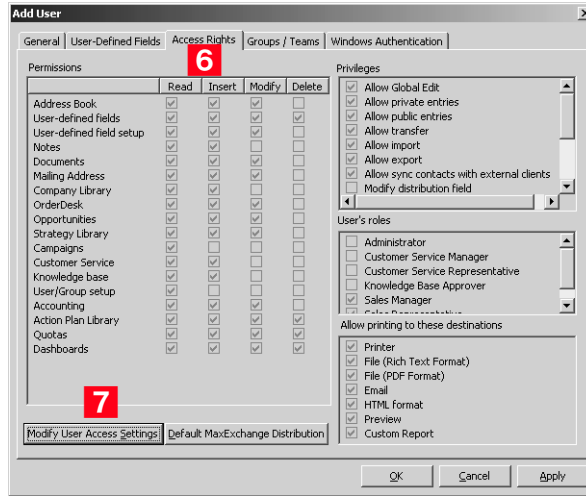 Add User
General User-Defined Fields Access Rights Groups / Teams Windows Authentication
6
Permissions
Read Insert Modify Delete
Address Book
User-defined fields
User-defined field setup
Notes
Documents
Mailing Address
Company Library
OrderDesk
Opportunities
Strategy Library
Campaigns
Customer Service
Knowledge base
User/Group setup
Accounting
Action Plan Library
Quotas
Dashboards
7
Modify User Access Settings Default MaxExchange Distribution
Privileges
Allow Global Edit
Allow private entries
Allow public entries
Allow transfer
Allow import
Allow export
Allow sync contacts with external clients
Modify distribution field
User's roles
Administrator
Customer Service Manager
Customer Service Representative
Knowledge Base Approver
Sales Manager
Sales Representative
Allow printing to these destinations
Printer
File (Rich Text Format)
File (PDF Format)
Email
HTML format
Preview
Custom Report
OK Cancel Apply